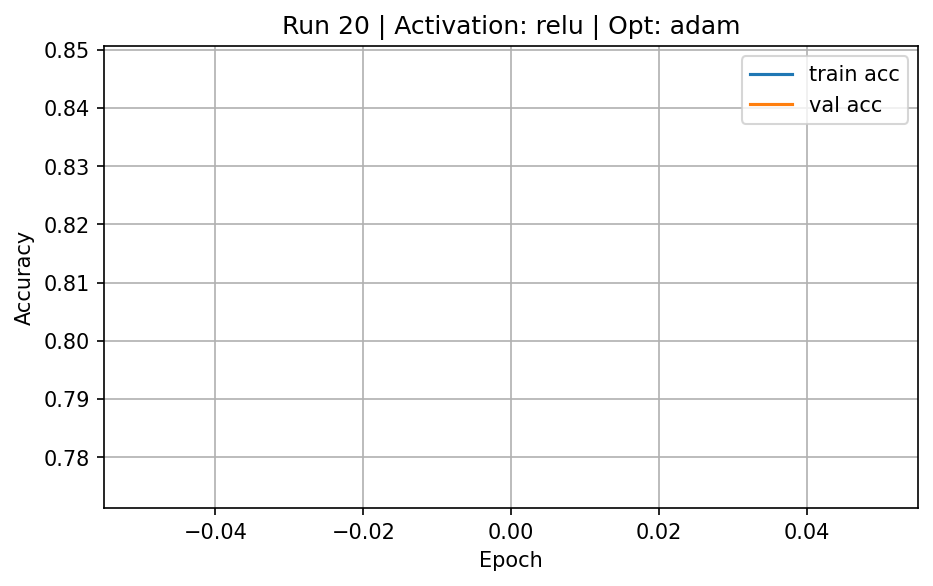 Run 20 | Activation: relu | Opt: adam
train acc
val acc
0.85
0.84
0.83
0.82
0.81
0.80
0.79
0.78
Accuracy
−0.04
−0.02
0.00
0.02
0.04
Epoch